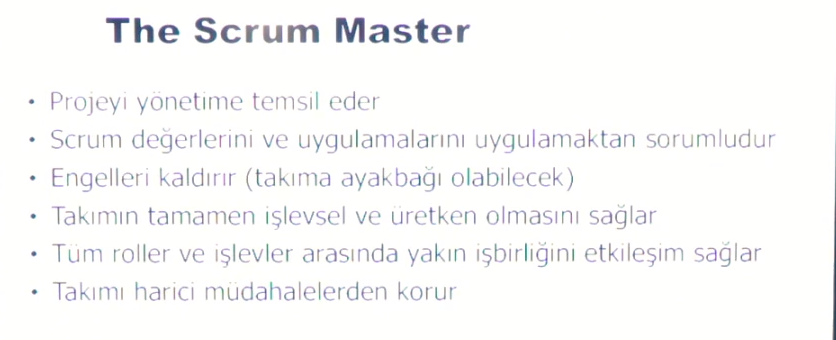 The Scrum Master
• Projeyi yönetime temsil eder
• Scrum değerlerini ve uygulamalarını uygulamaktan sorumludur
• Engelleri kaldırır (takıma ayakbağı olabilecek)
• Takımın tamamen işlevsel ve üretken olmasını sağlar
• Tüm roller ve işlevler arasında yakın işbirliğini etkileşim sağlar
• Takımı harici müdahalelerden korur